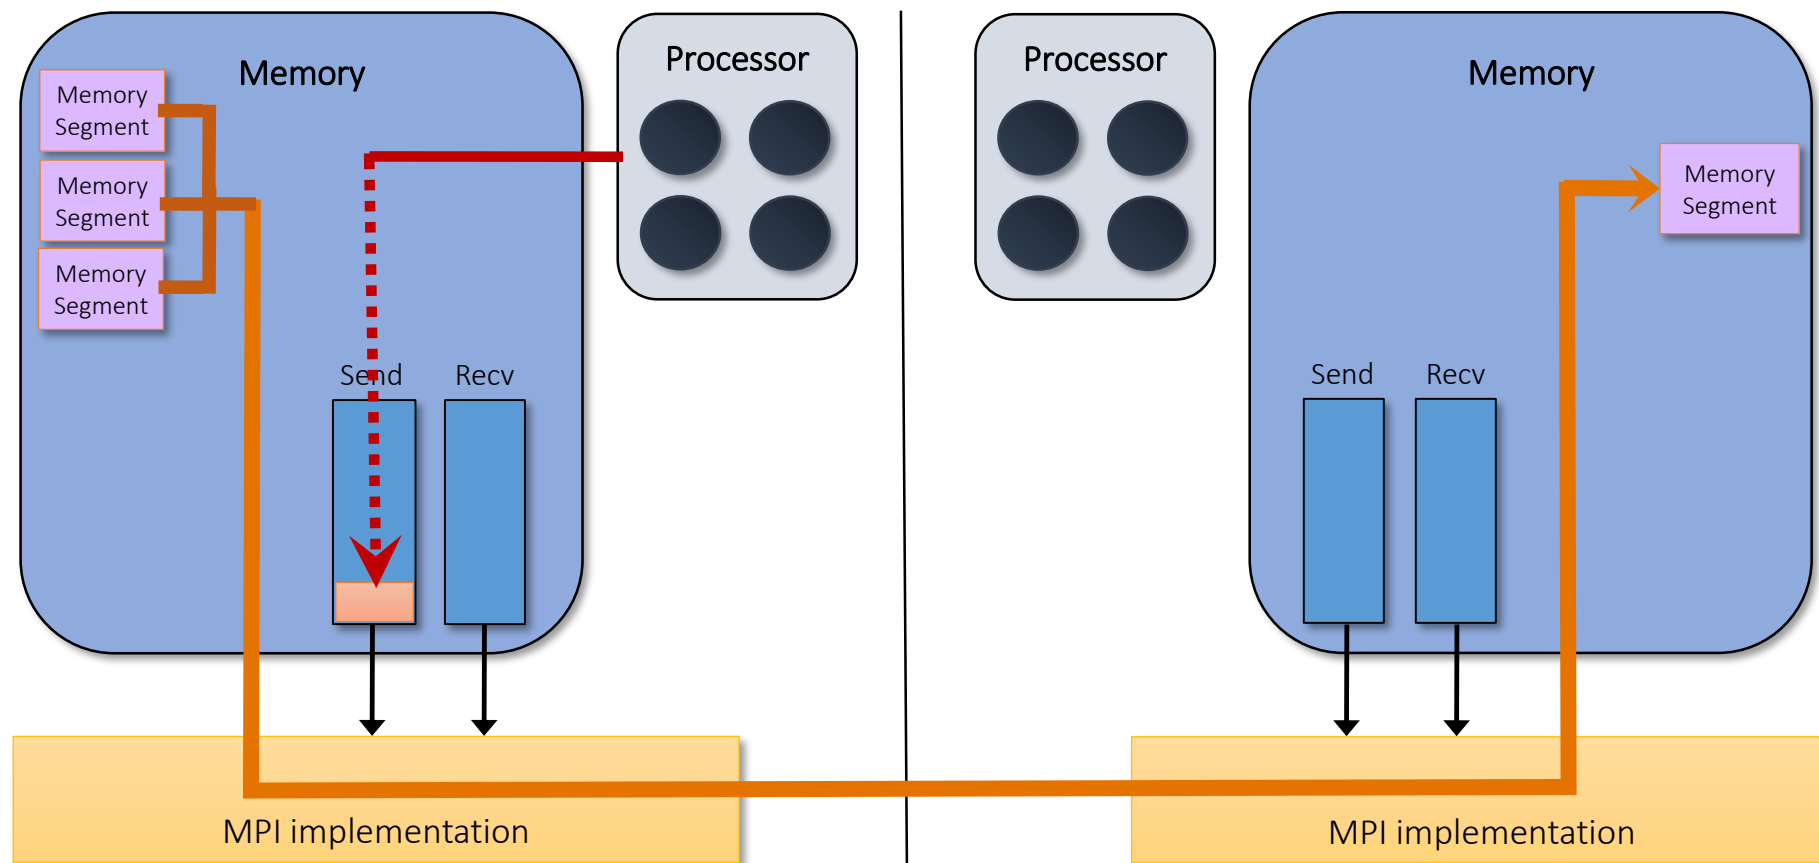 Memory
Memory
Segment
Memory
Segment
Memory
Segment
Send
Recv
Processor
MPI implementation
Processor
Memory
Memory
Segment
Send
Recv
MPI implementation